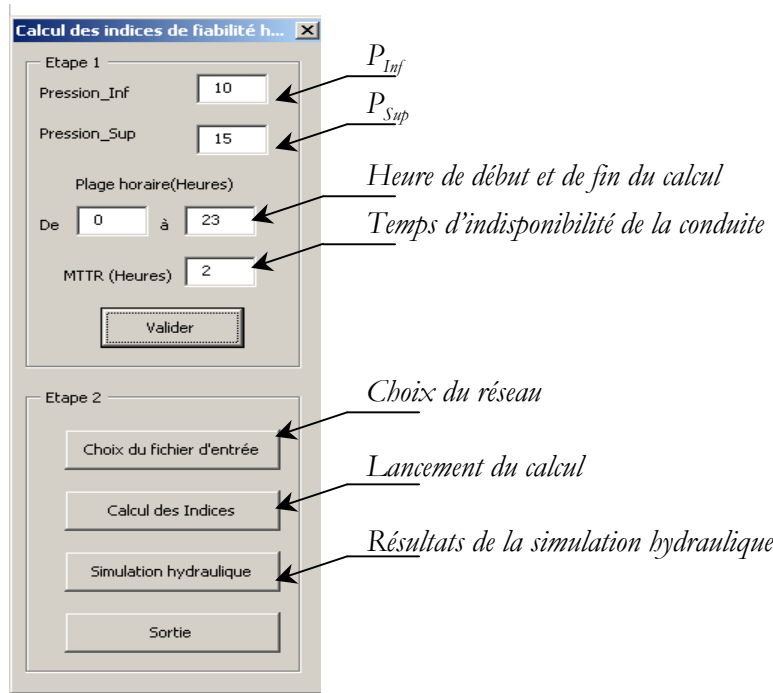 Calcul des indices de fiabilité h...
Etape 1
Pression_Inf 10
P_Inf
Pression_Sup 15
P_Sup
Plage horaire(Heures)
Heure de début et de fin du calcul
De 0 à 23
Temps d'indisponibilité de la conduite
MTTR (Heures) 2
Valider
Etape 2
Choix du réseau
Choix du fichier d'entrée
Lancement du calcul
Calcul des Indices
Résultats de la simulation hydraulique
Simulation hydraulique
Sortie